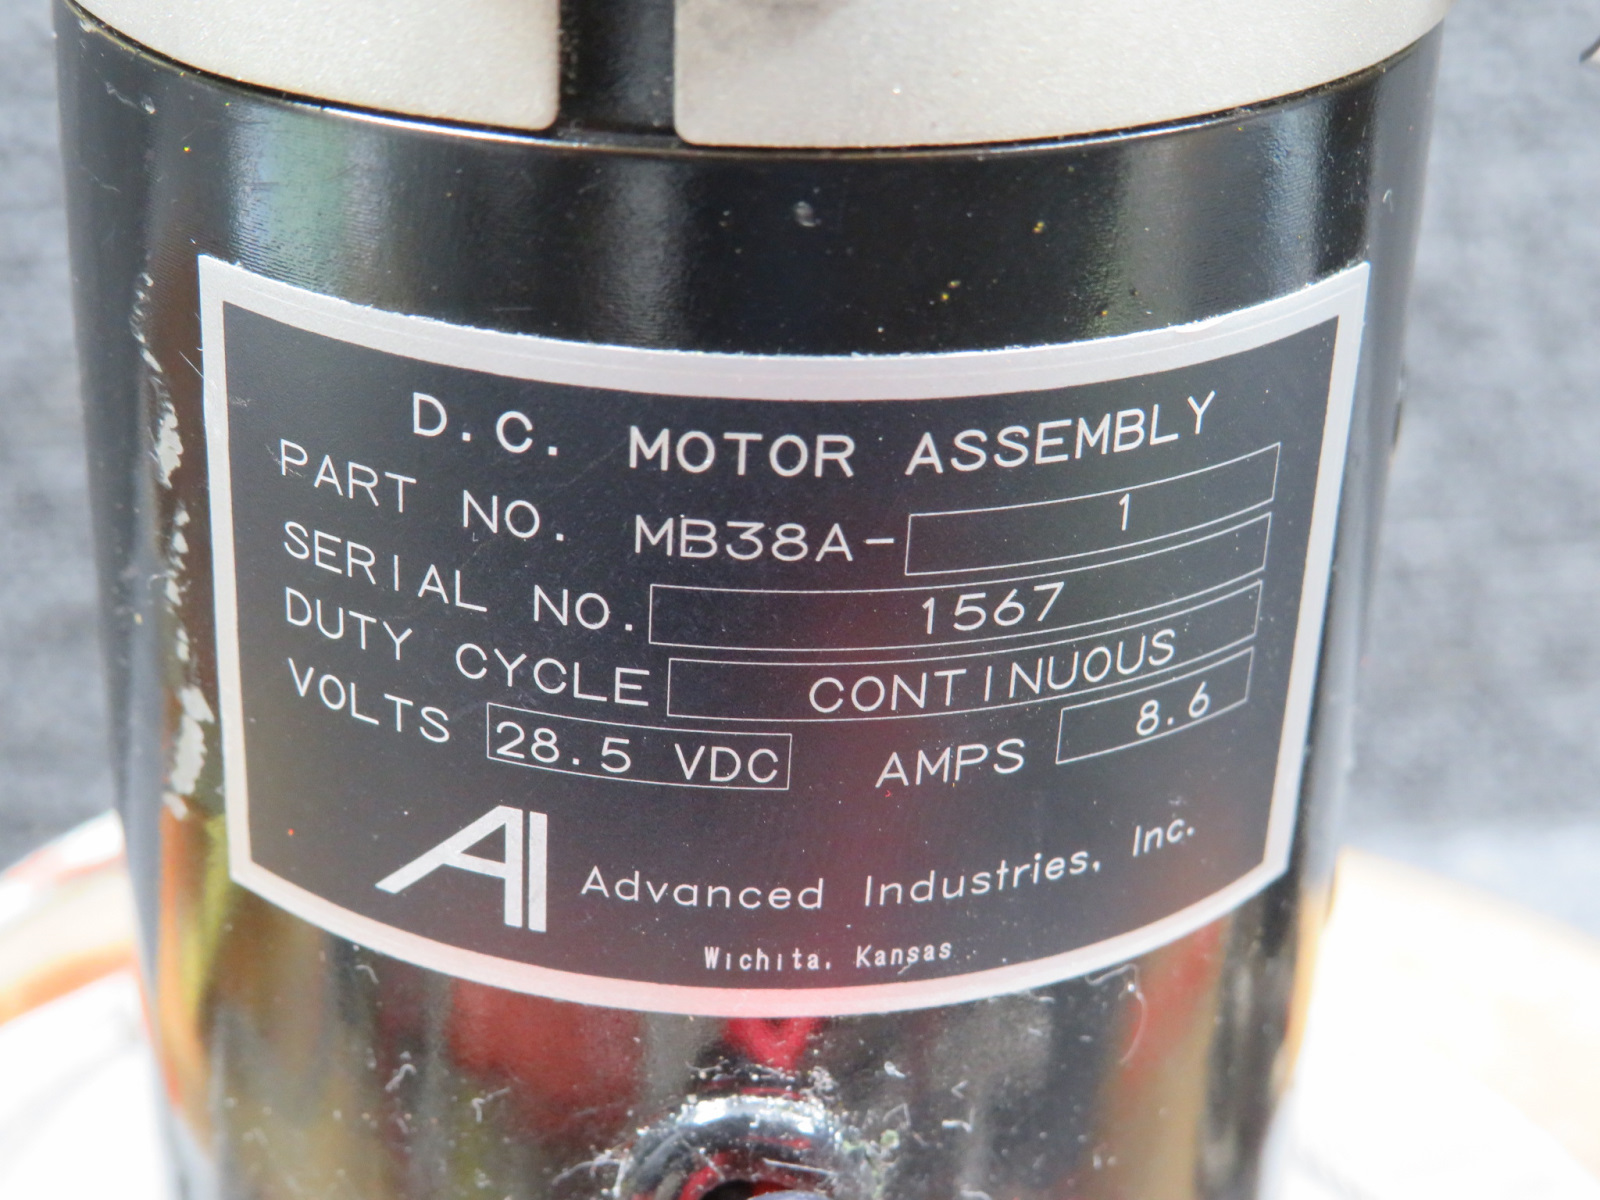 D.C. MOTOR ASSEMBLY
PART NO. MB38A- 1
SERIAL NO. 1567
DUTY CYCLE CONTINUOUS
VOLTS 28.5 VDC AMPS 8.6
AI Advanced Industries, Inc.
Wichita, Kansas